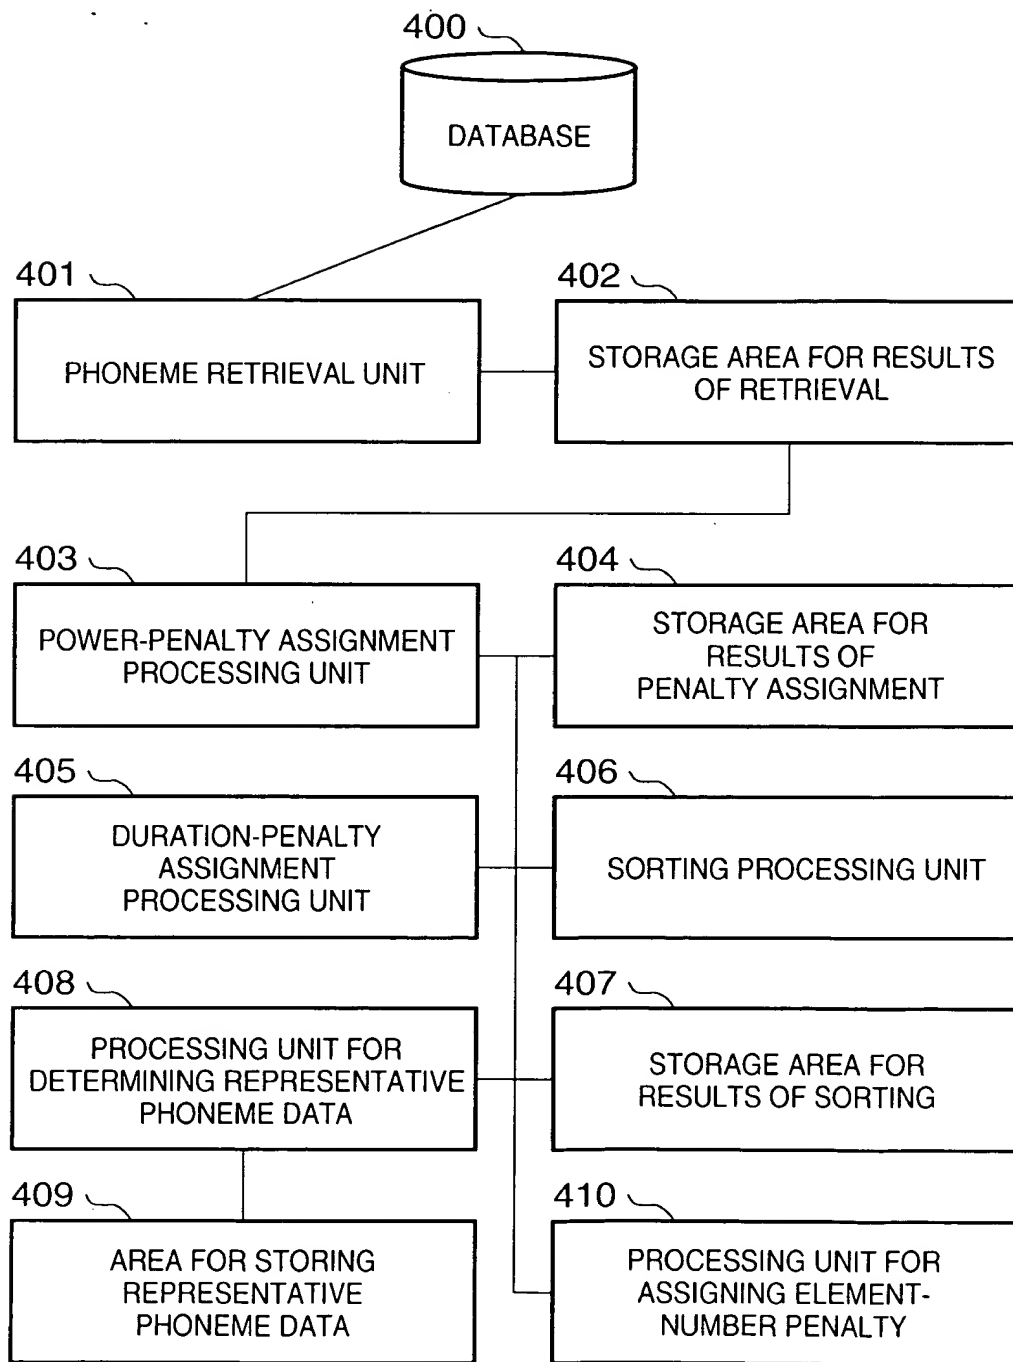 400
DATABASE
401
PHONEME RETRIEVAL UNIT
402
STORAGE AREA FOR RESULTS
OF RETRIEVAL
403
POWER-PENALTY ASSIGNMENT
PROCESSING UNIT
404
STORAGE AREA FOR
RESULTS OF
PENALTY ASSIGNMENT
405
DURATION-PENALTY
ASSIGNMENT
PROCESSING UNIT
406
SORTING PROCESSING UNIT
408
PROCESSING UNIT FOR
DETERMINING REPRESENTATIVE
PHONEME DATA
407
STORAGE AREA FOR
RESULTS OF SORTING
409
AREA FOR STORING
REPRESENTATIVE
PHONEME DATA
410
PROCESSING UNIT FOR
ASSIGNING ELEMENT-
NUMBER PENALTY